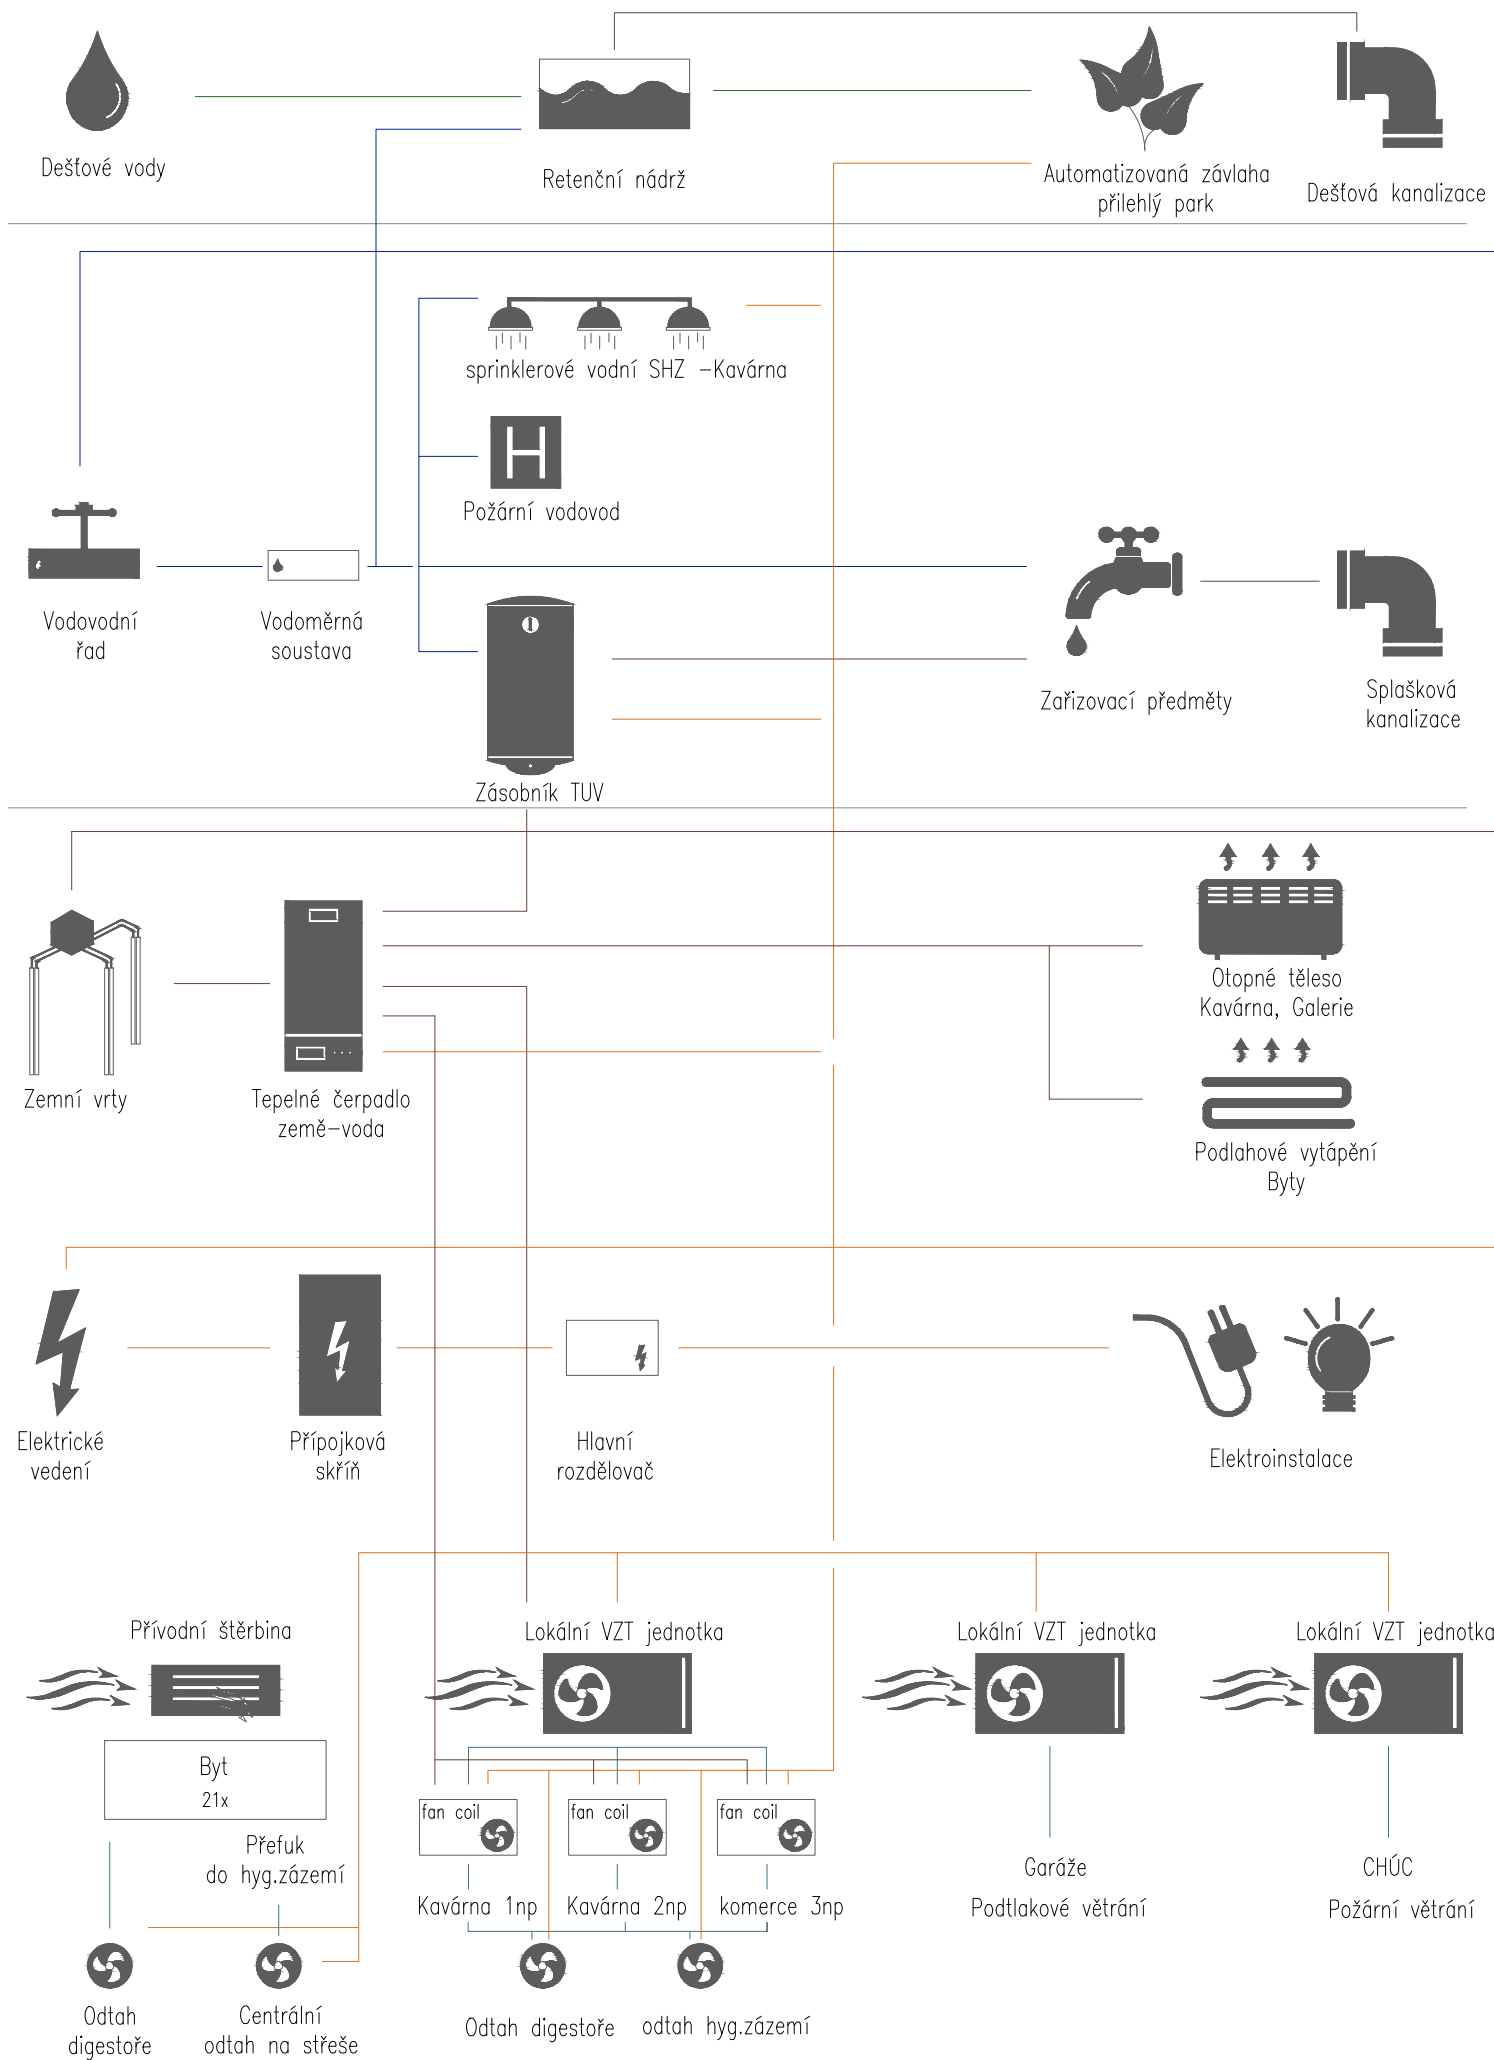 Dešťové vody
Retenční nádrž
Automatizovaná závlaha
přilehlý park
Dešťová kanalizace
sprinklerové vodní SHZ -Kavárna
H
Požární vodovod
Vodovodní
řad
Vodoměrná
soustava
1
Zásobník TUV
Zařizovací předměty
Splašková
kanalizace
Zemní vrty
Tepelné čerpadlo
země-voda
Otopné těleso
Kavárna, Galerie
Podlahové vytápění
Byty
Elektrické
vedení
Přípojková
skříň
Hlavní
rozdělovač
Elektroinstalace
Přívodní štěrbina
Lokální VZT jednotka
Lokální VZT jednotka
Lokální VZT jednotka
Byt
21x
fan coil
fan coil
fan coil
Přefuk
do hyg.zázemí
Kavárna 1np
Kavárna 2np
komerce 3np
Garáže
Podtlakové větrání
CHÚC
Požární větrání
Odtah
digestoře
Centrální
odtah na střeše
Odtah digestoře
odtah hyg.zázemí